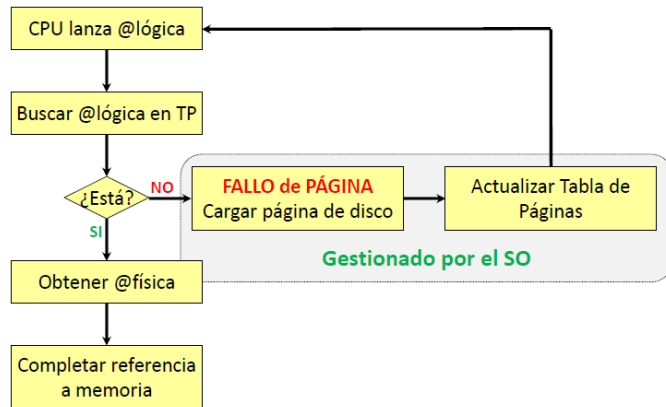 CPU lanza @lógica
Buscar @lógica en TP
¿Está?
NO
SI
FALLO de PÁGINA
Cargar página de disco
Actualizar Tabla de
Páginas
Gestionado por el SO
Obtener @física
Completar referencia
a memoria